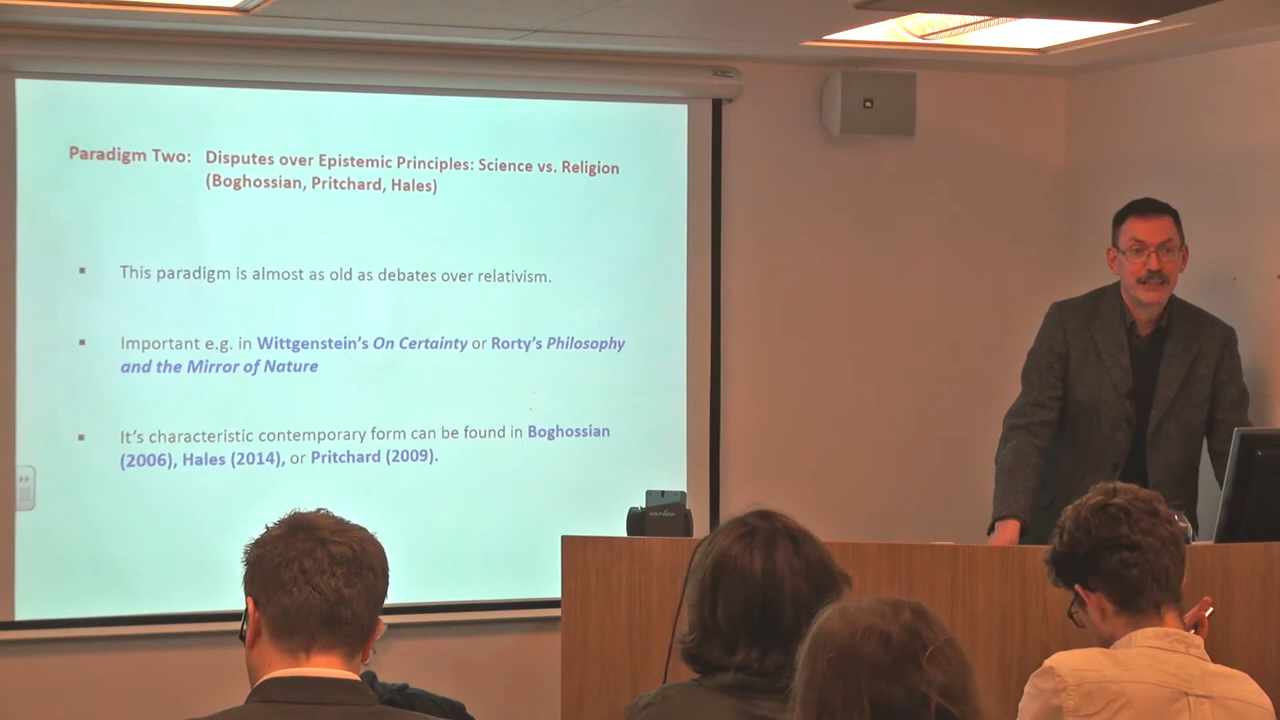 Paradigm Two: Disputes over Epistemic Principles: Science vs. Religion
(Boghossian, Pritchard, Hales)
▪ This paradigm is almost as old as debates over relativism.
▪ Important e.g. in Wittgenstein's On Certainty or Rorty's Philosophy
and the Mirror of Nature
▪ It's characteristic contemporary form can be found in Boghossian
(2006), Hales (2014), or Pritchard (2009).